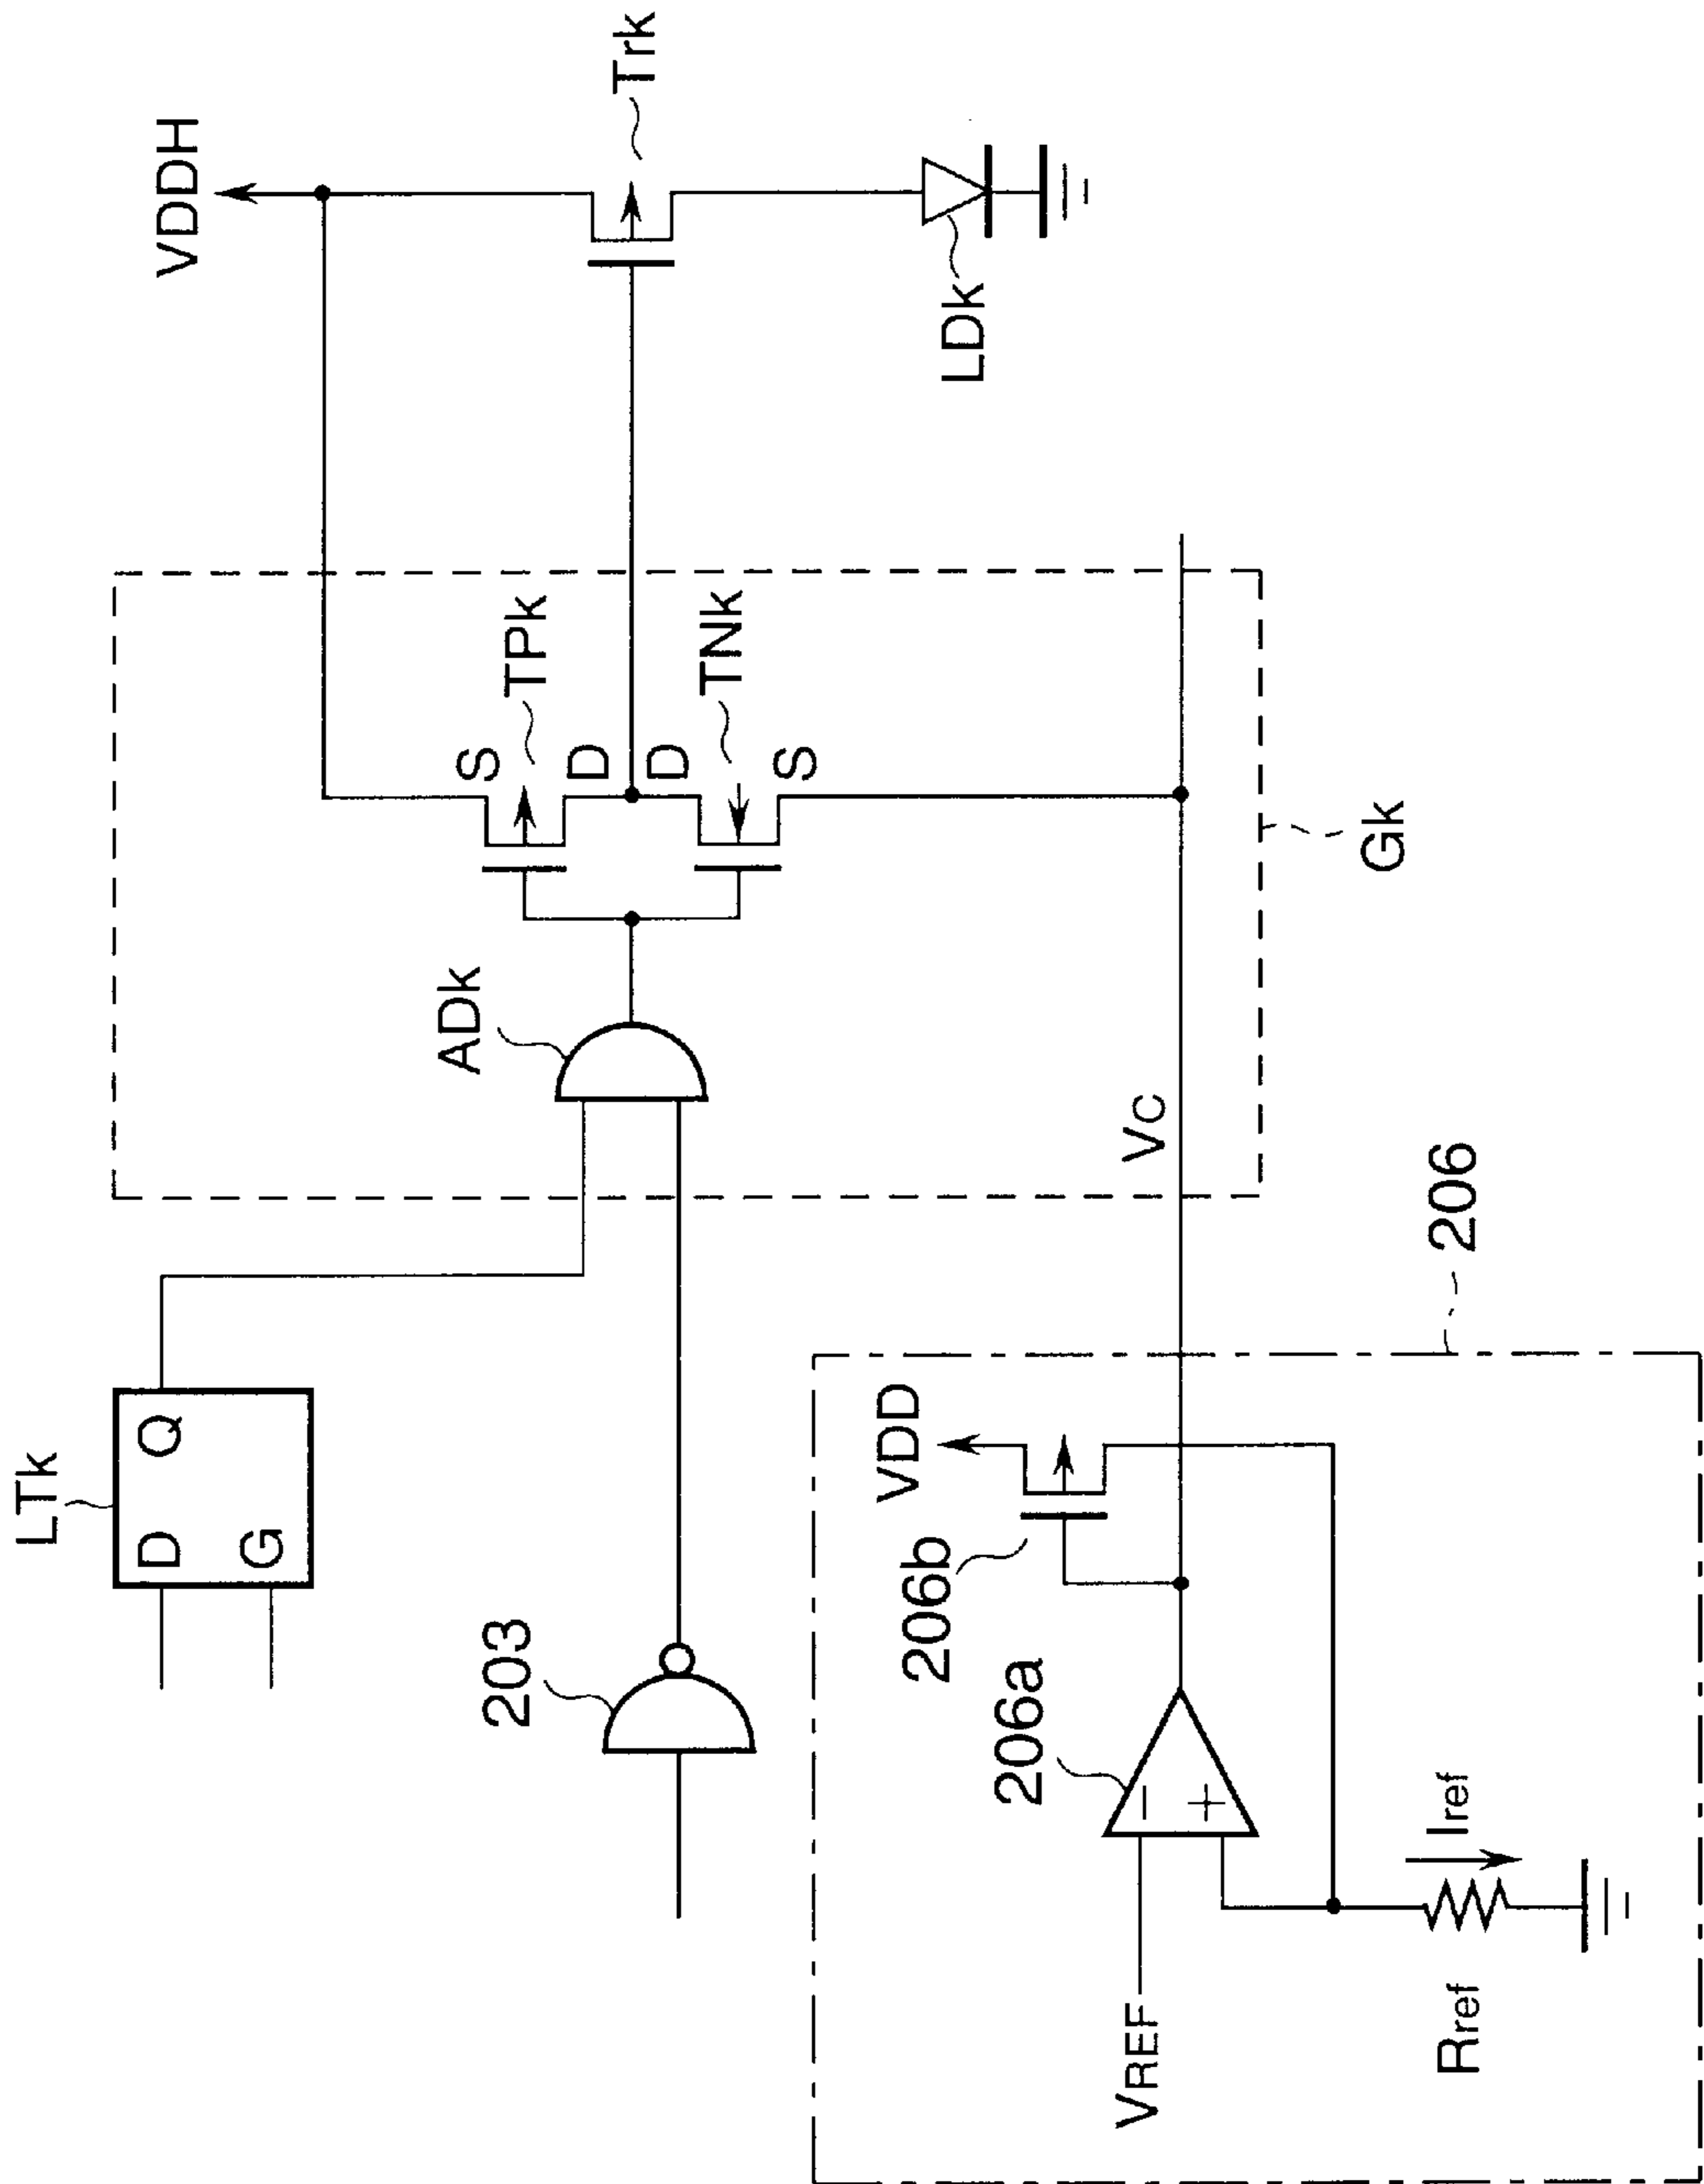 LTk
D
Q
G
203
ADk
VDDH
S
TPk
D
D
TNk
S
Trk
LDk
Gk
VC
206
VDD
206b
206a
−
+
VREF
Rref
Iref